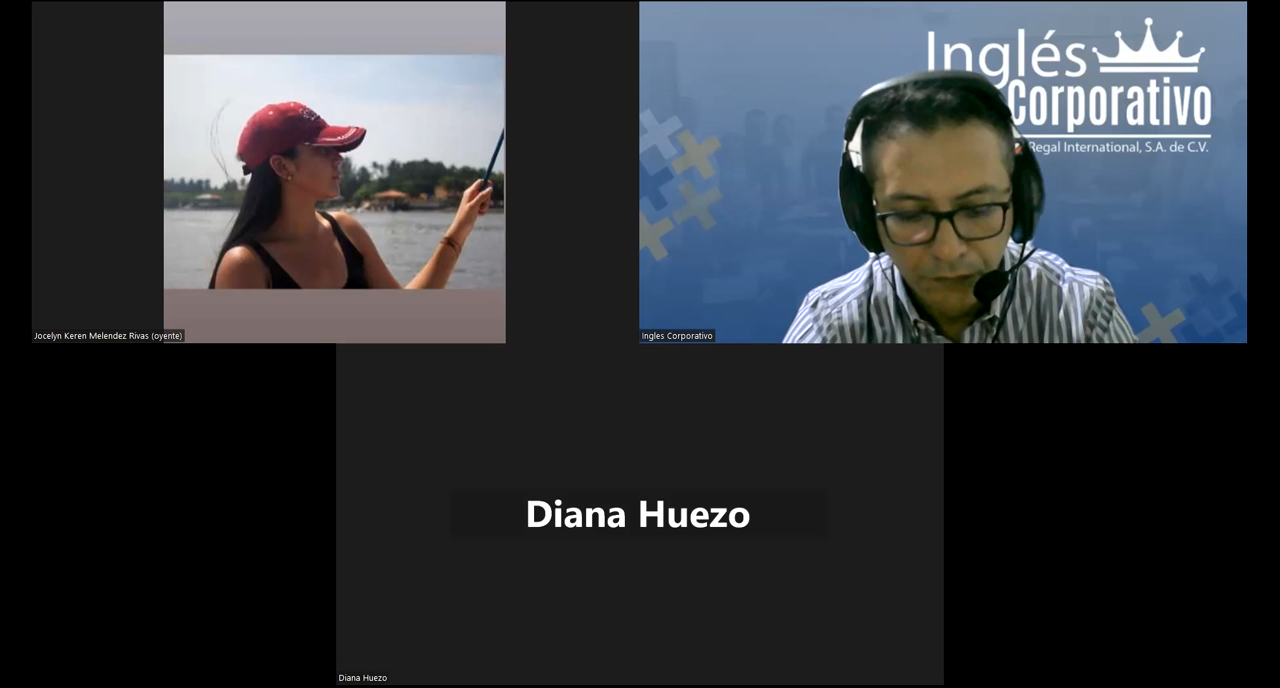 Inglés
Corporativo
Regal International, S.A. de C.V.
Jocelyn Keren Melendez Rivas (oyente)
Ingles Corporativo
Diana Huezo
Diana Huezo